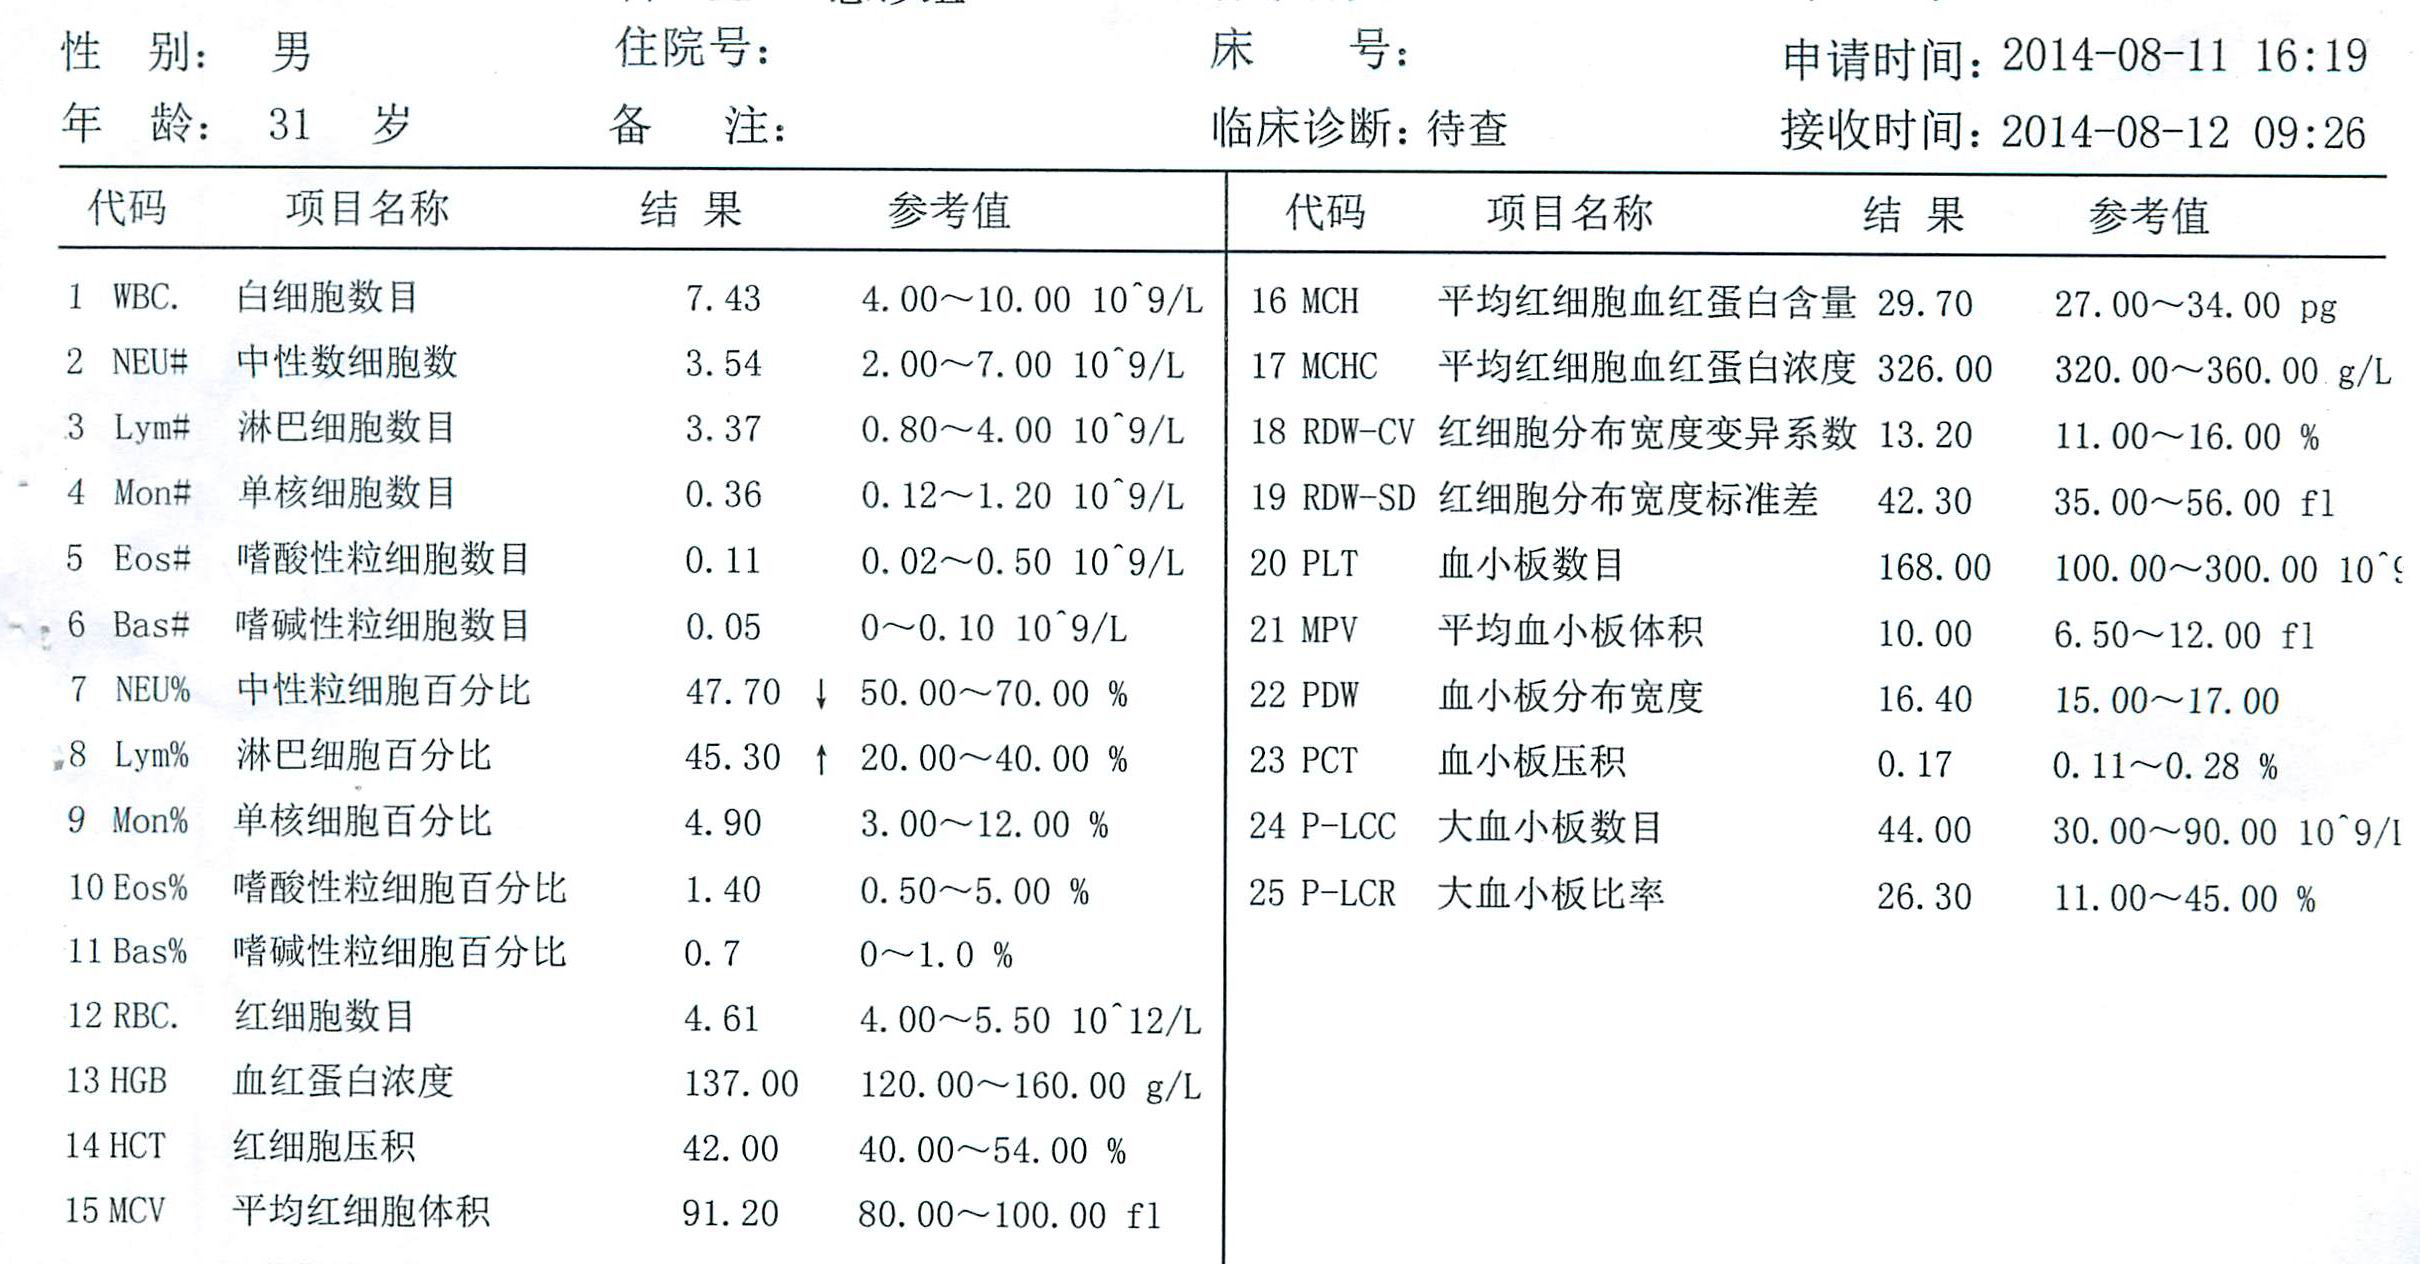 性 别: 男 住院号: 床 号: 申请时间: 2014-08-11 16:19
年 龄: 31 岁 备 注: 临床诊断: 待查 接收时间: 2014-08-12 09:26
代码 项目名称 结 果 参考值 代码 项目名称 结 果 参考值
1 WBC. 白细胞数目 7.43 4.00～10.00 10^9/L
2 NEU# 中性数细胞数 3.54 2.00～7.00 10^9/L
3 Lym# 淋巴细胞数目 3.37 0.80～4.00 10^9/L
4 Mon# 单核细胞数目 0.36 0.12～1.20 10^9/L
5 Eos# 嗜酸性粒细胞数目 0.11 0.02～0.50 10^9/L
6 Bas# 嗜碱性粒细胞数目 0.05 0～0.10 10^9/L
7 NEU% 中性粒细胞百分比 47.70 ↓ 50.00～70.00 %
8 Lym% 淋巴细胞百分比 45.30 ↑ 20.00～40.00 %
9 Mon% 单核细胞百分比 4.90 3.00～12.00 %
10 Eos% 嗜酸性粒细胞百分比 1.40 0.50～5.00 %
11 Bas% 嗜碱性粒细胞百分比 0.7 0～1.0 %
12 RBC. 红细胞数目 4.61 4.00～5.50 10^12/L
13 HGB 血红蛋白浓度 137.00 120.00～160.00 g/L
14 HCT 红细胞压积 42.00 40.00～54.00 %
15 MCV 平均红细胞体积 91.20 80.00～100.00 fl
16 MCH 平均红细胞血红蛋白含量 29.70 27.00～34.00 pg
17 MCHC 平均红细胞血红蛋白浓度 326.00 320.00～360.00 g/L
18 RDW-CV 红细胞分布宽度变异系数 13.20 11.00～16.00 %
19 RDW-SD 红细胞分布宽度标准差 42.30 35.00～56.00 fl
20 PLT 血小板数目 168.00 100.00～300.00 10^9
21 MPV 平均血小板体积 10.00 6.50～12.00 fl
22 PDW 血小板分布宽度 16.40 15.00～17.00
23 PCT 血小板压积 0.17 0.11～0.28 %
24 P-LCC 大血小板数目 44.00 30.00～90.00 10^9/L
25 P-LCR 大血小板比率 26.30 11.00～45.00 %